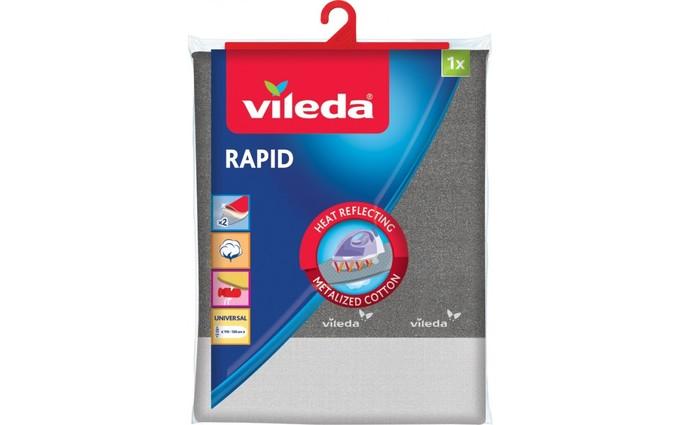 1x
vileda®
RAPID
x2
HEAT REFLECTING
METALIZED COTTON
UNIVERSAL
vileda
vileda